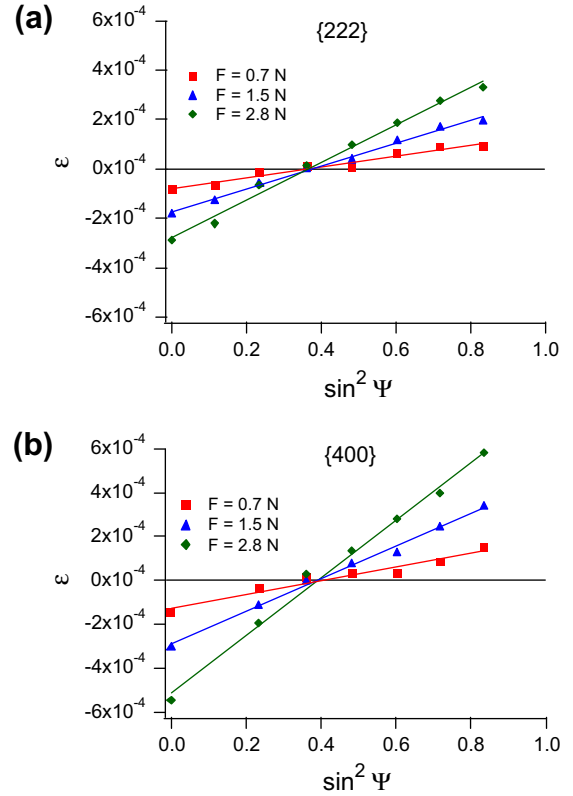 (a)
{222}
6x10⁻⁴
4x10⁻⁴
2x10⁻⁴
0x10⁻⁴
-2x10⁻⁴
-4x10⁻⁴
-6x10⁻⁴
ε
F = 0.7 N
F = 1.5 N
F = 2.8 N
0.0 0.2 0.4 0.6 0.8 1.0
sin² Ψ
(b)
{400}
6x10⁻⁴
4x10⁻⁴
2x10⁻⁴
0x10⁻⁴
-2x10⁻⁴
-4x10⁻⁴
-6x10⁻⁴
ε
F = 0.7 N
F = 1.5 N
F = 2.8 N
0.0 0.2 0.4 0.6 0.8 1.0
sin² Ψ